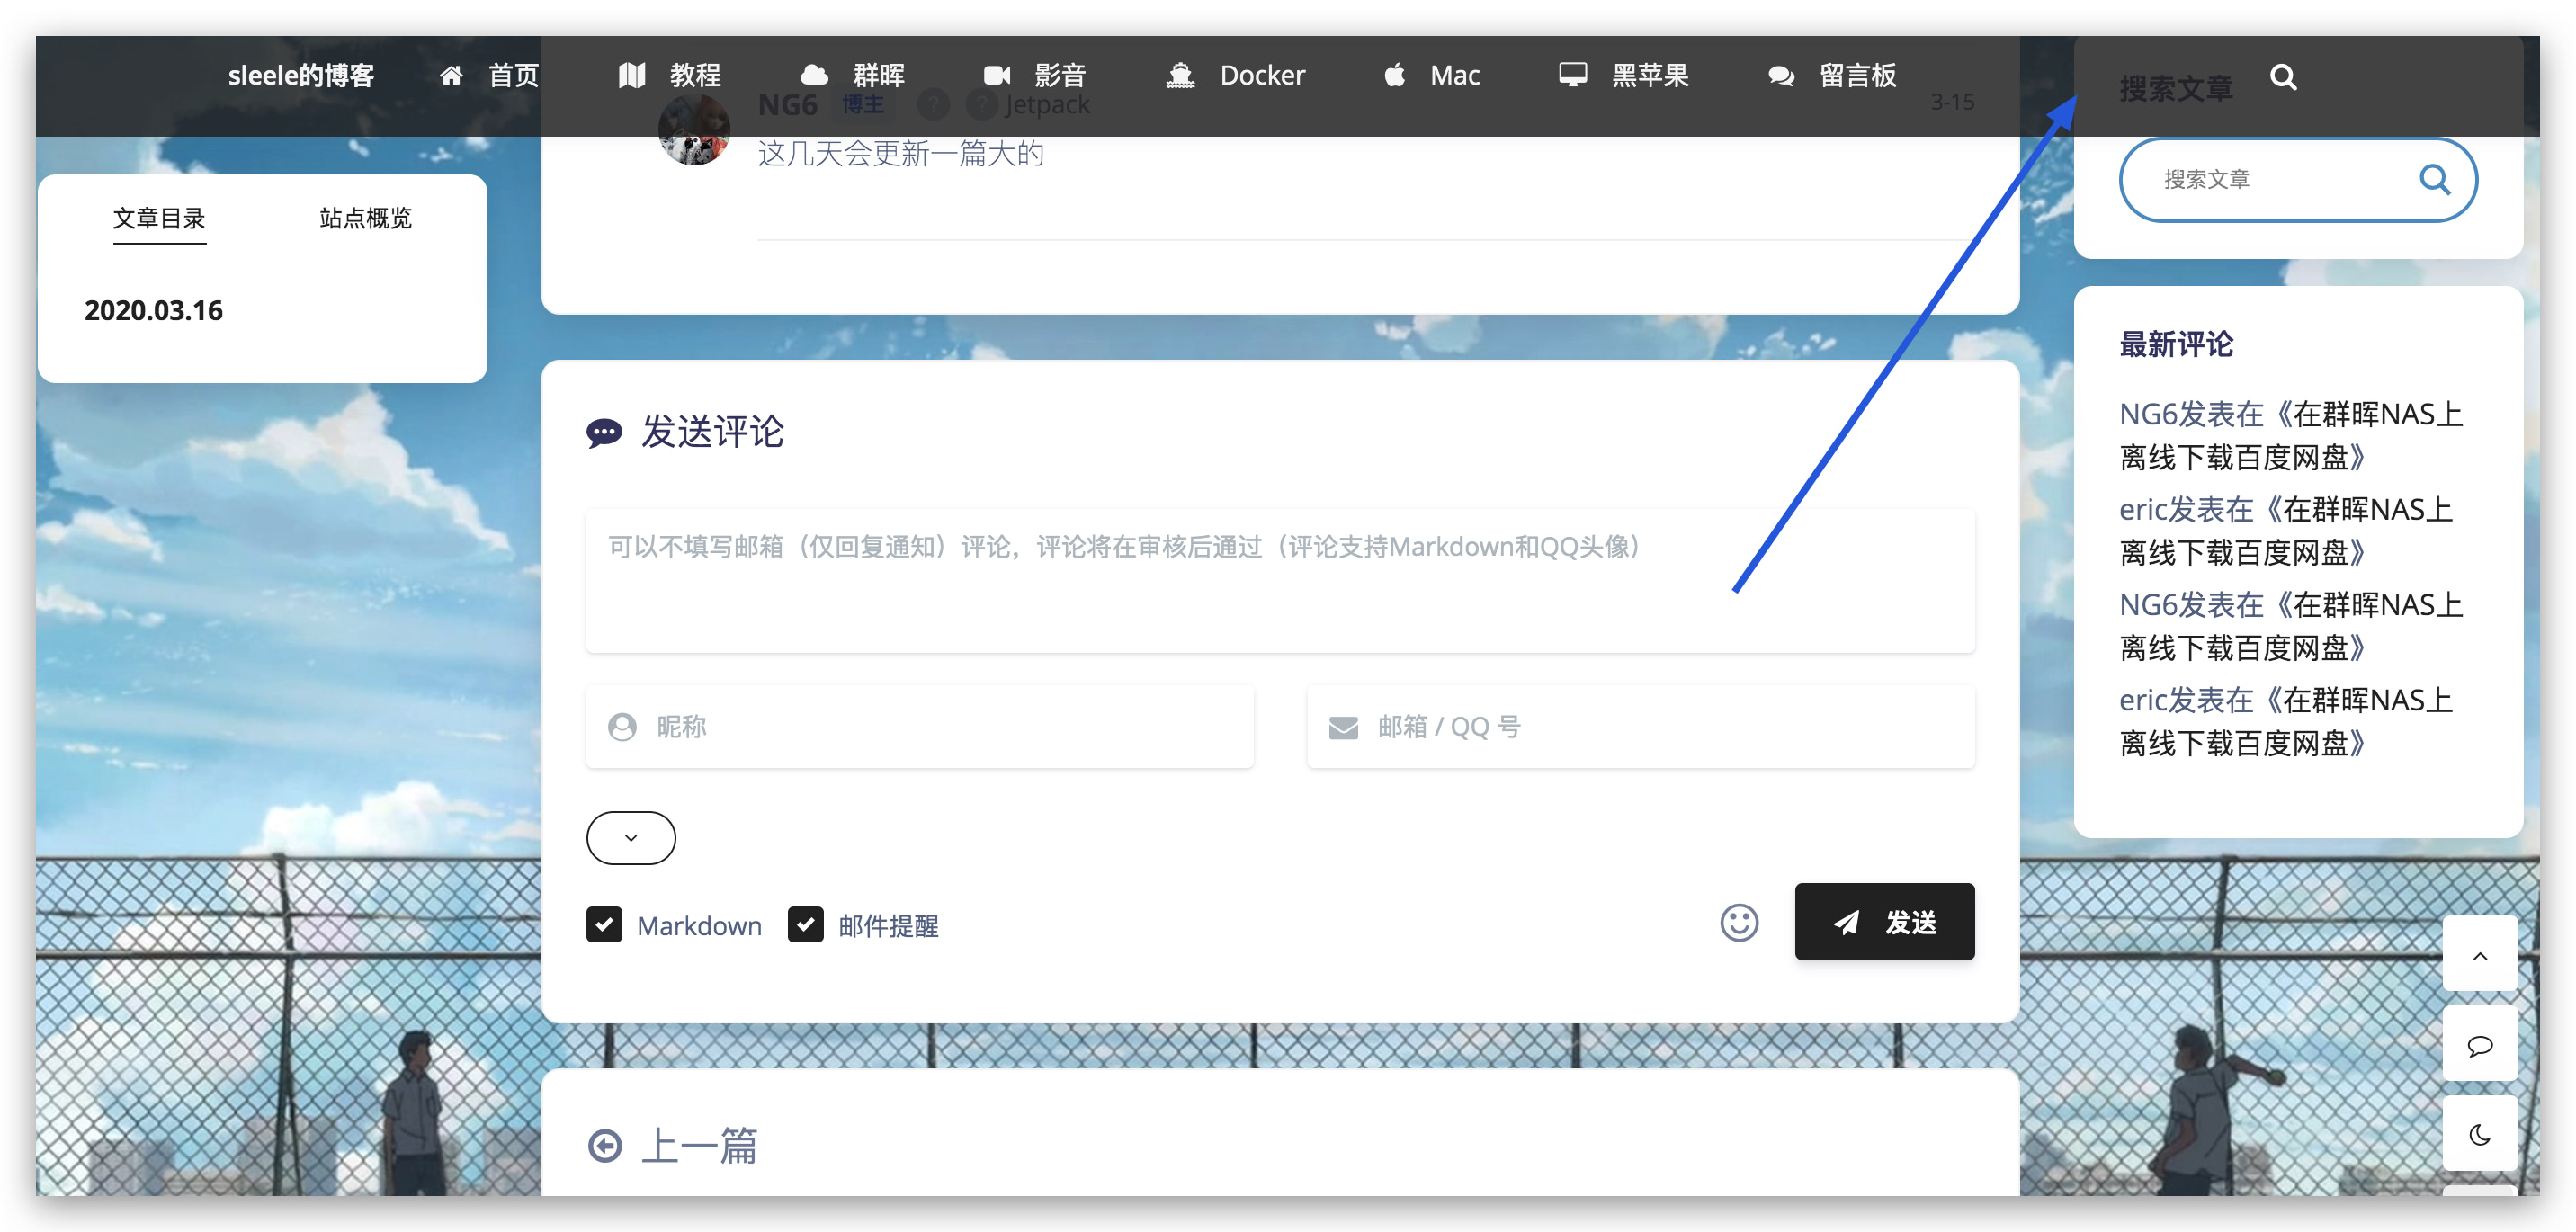 sleele的博客 首页 教程 群晖 影音 Docker Mac 黑苹果 留言板
搜索文章
NG6 博主 ? ? Jetpack
3-15
这几天会更新一篇大的
搜索文章
文章目录 站点概览
2020.03.16
发送评论
可以不填写邮箱（仅回复通知）评论，评论将在审核后通过（评论支持Markdown和QQ头像）
昵称
邮箱 / QQ 号
Markdown 邮件提醒
发送
上一篇
最新评论
NG6发表在《在群晖NAS上
离线下载百度网盘》
eric发表在《在群晖NAS上
离线下载百度网盘》
NG6发表在《在群晖NAS上
离线下载百度网盘》
eric发表在《在群晖NAS上
离线下载百度网盘》